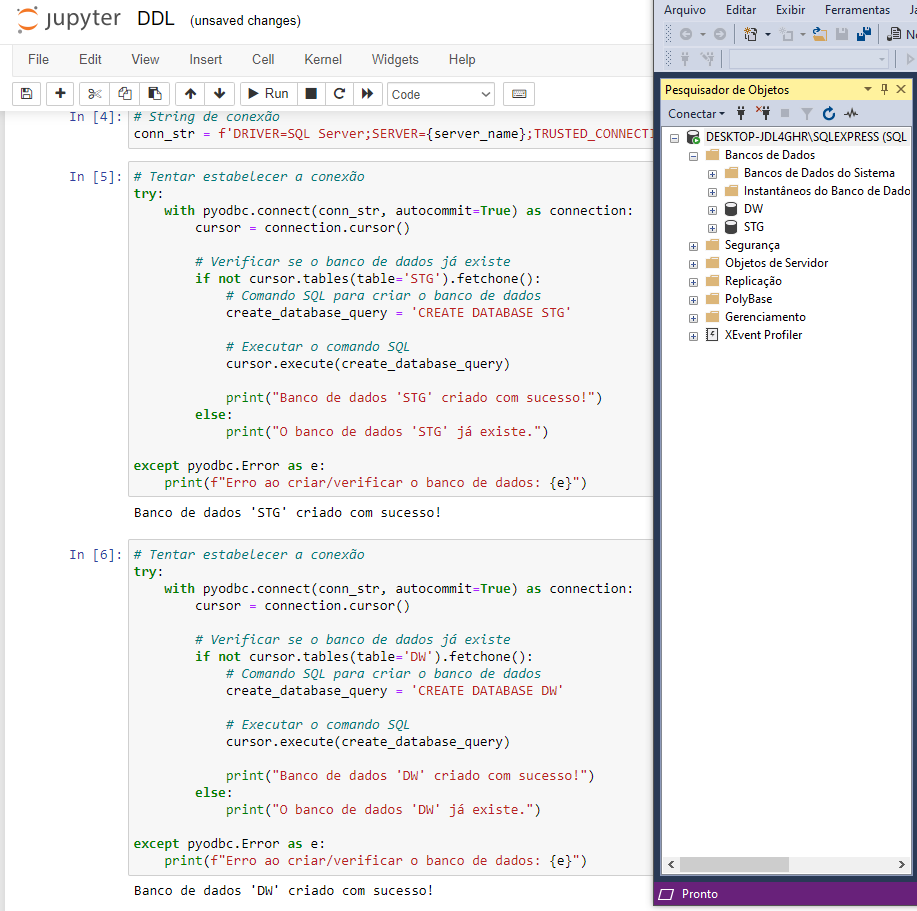 jupyter DDL (unsaved changes)
File Edit View Insert Cell Kernel Widgets Help
Run Code
In [4]: # String de conexão
conn_str = f'DRIVER=SQL Server;SERVER={server_name};TRUSTED_CONNECTI
In [5]: # Tentar estabelecer a conexão
try:
    with pyodbc.connect(conn_str, autocommit=True) as connection:
        cursor = connection.cursor()

        # Verificar se o banco de dados já existe
        if not cursor.tables(table='STG').fetchone():
            # Comando SQL para criar o banco de dados
            create_database_query = 'CREATE DATABASE STG'

            # Executar o comando SQL
            cursor.execute(create_database_query)

            print("Banco de dados 'STG' criado com sucesso!")
        else:
            print("O banco de dados 'STG' já existe.")

except pyodbc.Error as e:
    print(f"Erro ao criar/verificar o banco de dados: {e}")
Banco de dados 'STG' criado com sucesso!
In [6]: # Tentar estabelecer a conexão
try:
    with pyodbc.connect(conn_str, autocommit=True) as connection:
        cursor = connection.cursor()

        # Verificar se o banco de dados já existe
        if not cursor.tables(table='DW').fetchone():
            # Comando SQL para criar o banco de dados
            create_database_query = 'CREATE DATABASE DW'

            # Executar o comando SQL
            cursor.execute(create_database_query)

            print("Banco de dados 'DW' criado com sucesso!")
        else:
            print("O banco de dados 'DW' já existe.")

except pyodbc.Error as e:
    print(f"Erro ao criar/verificar o banco de dados: {e}")
Banco de dados 'DW' criado com sucesso!
Arquivo Editar Exibir Ferramentas
Pesquisador de Objetos
Conectar
DESKTOP-JDL4GHR\SQLEXPRESS (SQL
Bancos de Dados
Bancos de Dados do Sistema
Instantâneos do Banco de Dado
DW
STG
Segurança
Objetos de Servidor
Replicação
PolyBase
Gerenciamento
XEvent Profiler
Pronto